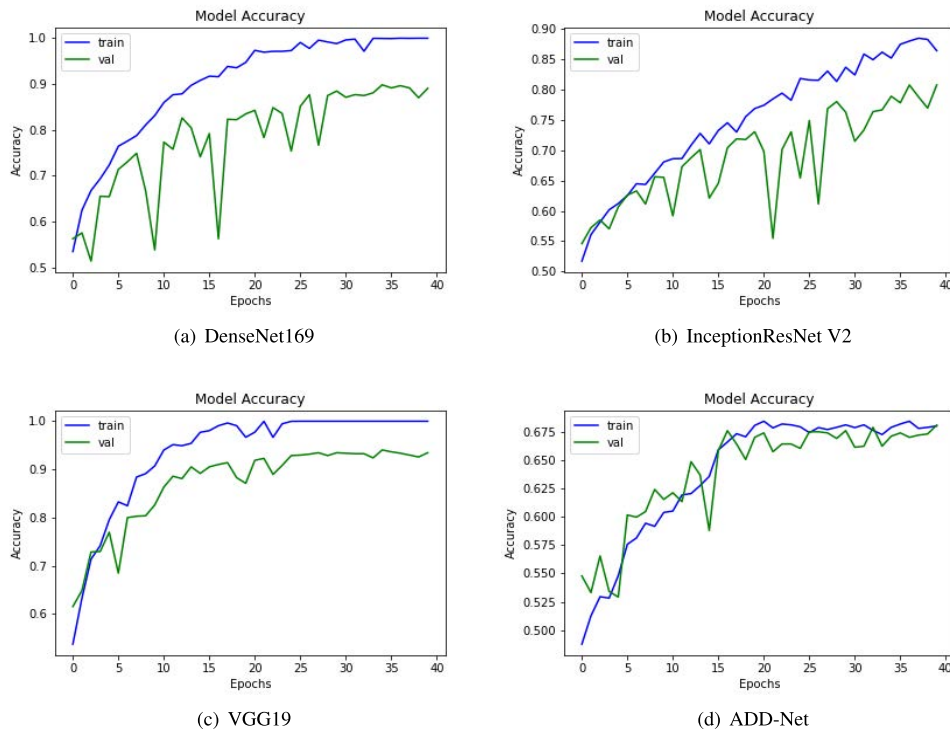 Model Accuracy
1.0
0.9
0.8
0.7
0.6
0.5
Accuracy
train
val
0 5 10 15 20 25 30 35 40
Epochs
(a) DenseNet169
Model Accuracy
0.90
0.85
0.80
0.75
0.70
0.65
0.60
0.55
0.50
Accuracy
train
val
0 5 10 15 20 25 30 35 40
Epochs
(b) InceptionResNet V2
Model Accuracy
1.0
0.9
0.8
0.7
0.6
Accuracy
train
val
0 5 10 15 20 25 30 35 40
Epochs
(c) VGG19
Model Accuracy
0.675
0.650
0.625
0.600
0.575
0.550
0.525
0.500
Accuracy
train
val
0 5 10 15 20 25 30 35 40
Epochs
(d) ADD-Net